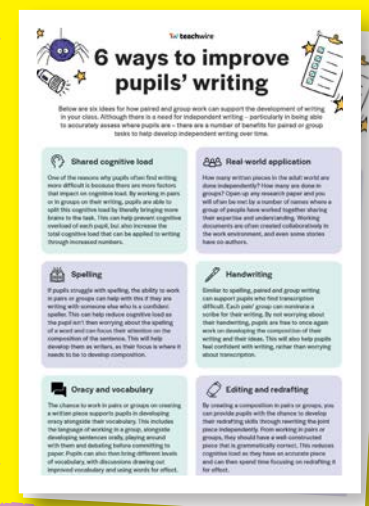 teachwire
6 ways to improve
pupils' writing
Below are six ideas for how paired and group work can support the development of writing
in your class. Although there is a need for independent writing – particularly in being able
to accurately assess where pupils are – there are a number of benefits for paired or group
tasks to help develop independent writing over time.
Shared cognitive load
One of the reasons why pupils often find writing
more difficult is because there are more factors
that impact on cognitive load. By working in pairs
or in groups on their writing, pupils are able to
split this cognitive load by literally bringing more
brains to the task. This can help prevent cognitive
overload of each pupil, but also increase the
total cognitive load that can be applied to writing
through increased numbers.
Real world application
How many written pieces in the adult world are
done independently? How many are done in
groups? Open up any research paper and you
will often be met by a number of names where a
group of people have worked together sharing
their expertise and understanding. Working
documents are often created collaboratively in
the work environment, and even some stories
have co authors.
Spelling
If pupils struggle with spelling, the ability to work
in pairs or groups can help with this if they are
writing with someone else who is a confident
speller. This can help reduce cognitive load as
the pupil isn't then worrying about the spelling
of a word and can focus their attention on the
composition of the sentence. This will help
develop them as writers, as their focus is where it
needs to be to develop composition.
Handwriting
Similar to spelling, paired and group writing
can support pupils who find transcription
difficult. Each pair/ group can nominate a
scribe for their writing. By not worrying about
their handwriting, pupils are free to once again
work on developing the composition of their
writing and their ideas. This will also help pupils
feel confident with writing, rather than worrying
about transcription.
Oracy and vocabulary
The chance to work in pairs or groups on creating
a written piece supports pupils in developing
oracy alongside their vocabulary. This includes
the language of working in a group, alongside
developing sentences orally, playing around
with them and debating before committing to
paper. Pupils can also then bring different levels
of vocabulary, with discussions drawing out
improved vocabulary and using words for effect.
Editing and redrafting
By creating a composition in pairs or groups, you
can provide pupils with the chance to develop
their redrafting skills through rewriting the joint
piece independently. From working in pairs or
groups, they should have a well-constructed
piece that is grammatically correct. This reduces
cognitive load as they have an accurate piece
and can then spend time focusing on redrafting it
for effect.